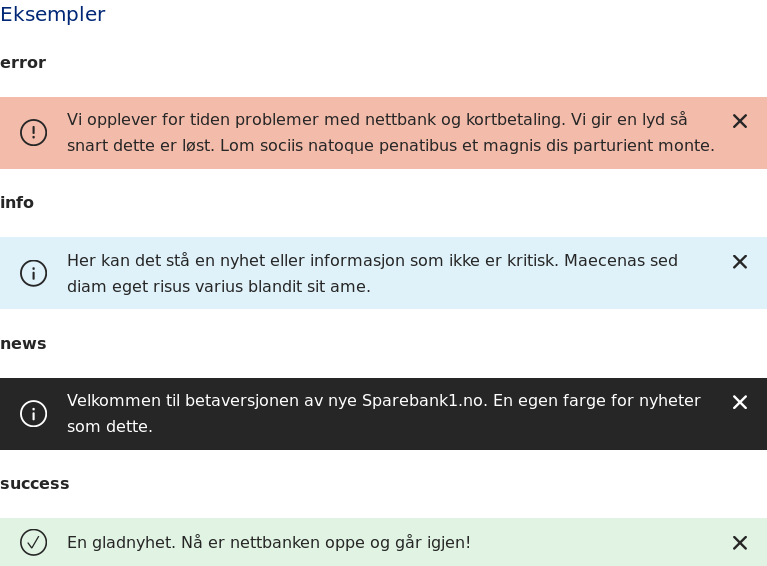 Eksempler
error
Vi opplever for tiden problemer med nettbank og kortbetaling. Vi gir en lyd så
snart dette er løst. Lom sociis natoque penatibus et magnis dis parturient monte.
info
Her kan det stå en nyhet eller informasjon som ikke er kritisk. Maecenas sed
diam eget risus varius blandit sit ame.
news
Velkommen til betaversjonen av nye Sparebank1.no. En egen farge for nyheter
som dette.
success
En gladnyhet. Nå er nettbanken oppe og går igjen!